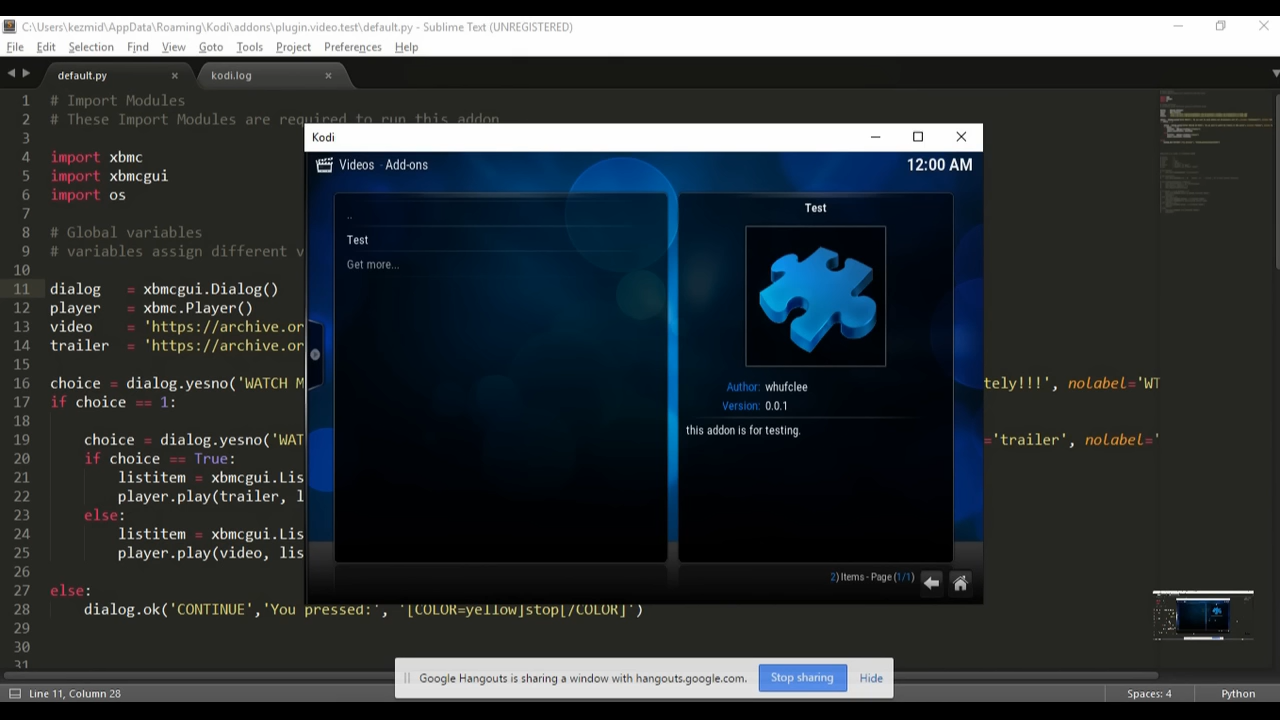 C:\Users\kezmid\AppData\Roaming\Kodi\addons\plugin.video.test\default.py - Sublime Text (UNREGISTERED)
File Edit Selection Find View Goto Tools Project Preferences Help
default.py × kodi.log ×
1 # Import Modules
2 # These Import Modules are required to run this addon
3
4 import xbmc
5 import xbmcgui
6 import os
7
8 # Global variables
9 # variables assign different v
10
11 dialog = xbmcgui.Dialog()
12 player = xbmc.Player()
13 video = 'https://archive.or
14 trailer = 'https://archive.or
15
16 choice = dialog.yesno('WATCH M tely!!!', nolabel='WT
17 if choice == 1:
18
19 choice = dialog.yesno('WAT ='trailer', nolabel='
20 if choice == True:
21 listitem = xbmcgui.Lis
22 player.play(trailer, l
23 else:
24 listitem = xbmcgui.Lis
25 player.play(video, lis
26
27 else:
28 dialog.ok('CONTINUE','You pressed:', '[COLOR=yellow]stop[/COLOR]')
29
30
31
Kodi
Videos · Add-ons 12:00 AM
..
Test
Get more...
Test
Author: whufclee
Version: 0.0.1
this addon is for testing.
2) Items - Page (1/1)
Google Hangouts is sharing a window with hangouts.google.com. Stop sharing Hide
Line 11, Column 28 Spaces: 4 Python